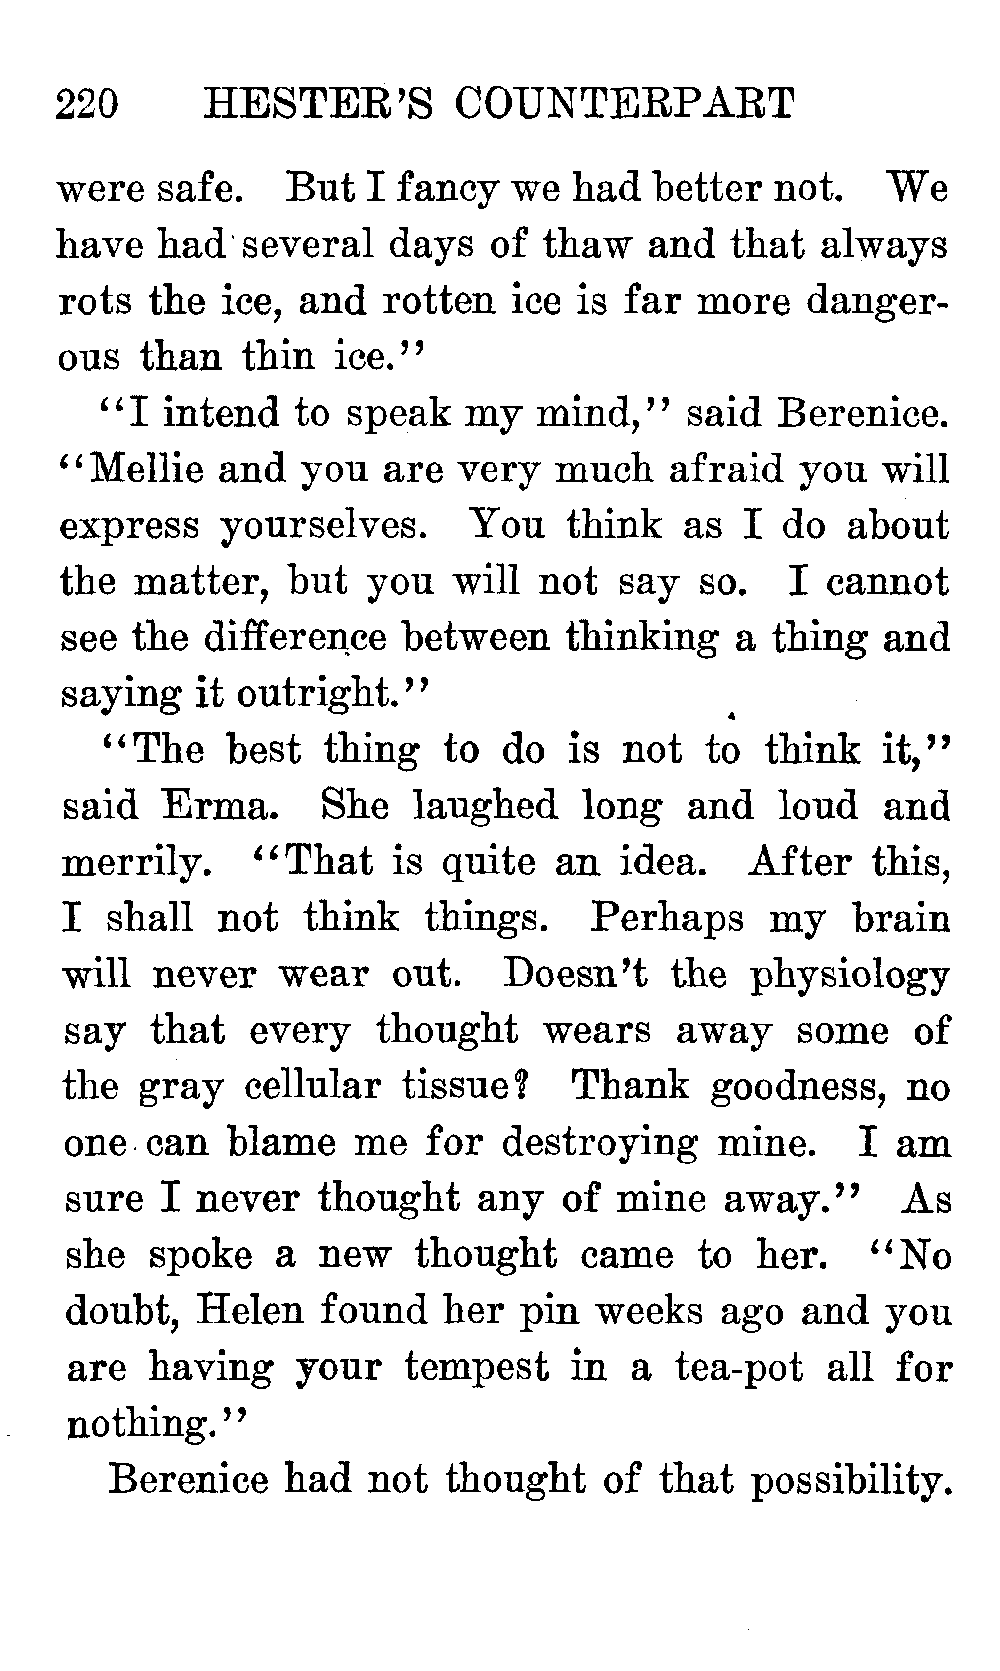 220 HESTER'S COUNTERPART
were safe. But I fancy we had better not. We
have had several days of thaw and that always
rots the ice, and rotten ice is far more danger-
ous than thin ice."
"I intend to speak my mind," said Berenice.
"Mellie and you are very much afraid you will
express yourselves. You think as I do about
the matter, but you will not say so. I cannot
see the difference between thinking a thing and
saying it outright."
"The best thing to do is not to think it,"
said Erma. She laughed long and loud and
merrily. "That is quite an idea. After this,
I shall not think things. Perhaps my brain
will never wear out. Doesn't the physiology
say that every thought wears away some of
the gray cellular tissue? Thank goodness, no
one can blame me for destroying mine. I am
sure I never thought any of mine away." As
she spoke a new thought came to her. "No
doubt, Helen found her pin weeks ago and you
are having your tempest in a tea-pot all for
nothing."
Berenice had not thought of that possibility.